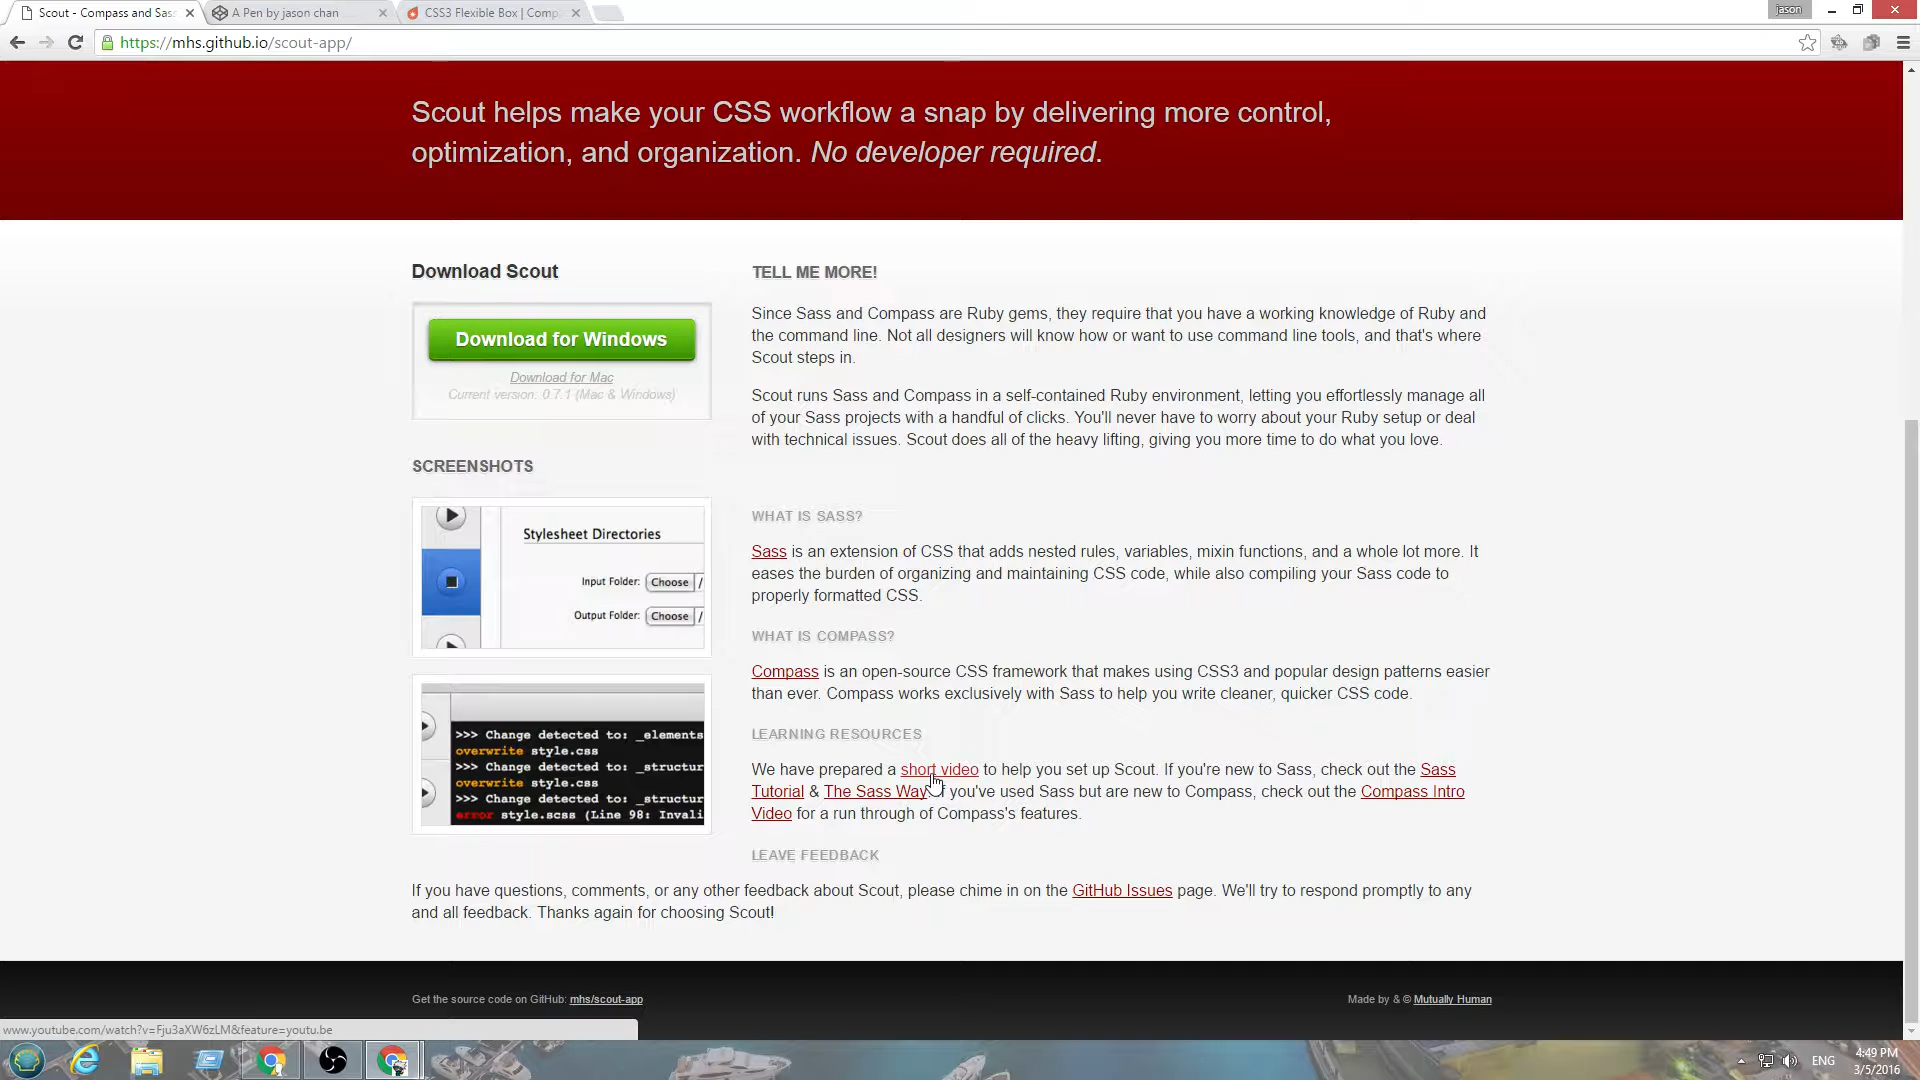 Scout - Compass and Sass
A Pen by jason chan
CSS3 Flexible Box | Comp
jason
https://mhs.github.io/scout-app/
Scout helps make your CSS workflow a snap by delivering more control,
optimization, and organization. No developer required.
Download Scout
Download for Windows
Download for Mac
Current version: 0.7.1 (Mac & Windows)
SCREENSHOTS
Stylesheet Directories
Input Folder: Choose /
Output Folder: Choose /
>>> Change detected to: _elements
overwrite style.css
>>> Change detected to: _structur
overwrite style.css
>>> Change detected to: _structur
error style.scss (Line 98: Invali
TELL ME MORE!
Since Sass and Compass are Ruby gems, they require that you have a working knowledge of Ruby and
the command line. Not all designers will know how or want to use command line tools, and that's where
Scout steps in.
Scout runs Sass and Compass in a self-contained Ruby environment, letting you effortlessly manage all
of your Sass projects with a handful of clicks. You'll never have to worry about your Ruby setup or deal
with technical issues. Scout does all of the heavy lifting, giving you more time to do what you love.
WHAT IS SASS?
Sass is an extension of CSS that adds nested rules, variables, mixin functions, and a whole lot more. It
eases the burden of organizing and maintaining CSS code, while also compiling your Sass code to
properly formatted CSS.
WHAT IS COMPASS?
Compass is an open-source CSS framework that makes using CSS3 and popular design patterns easier
than ever. Compass works exclusively with Sass to help you write cleaner, quicker CSS code.
LEARNING RESOURCES
We have prepared a short video to help you set up Scout. If you're new to Sass, check out the Sass
Tutorial & The Sass Way. If you've used Sass but are new to Compass, check out the Compass Intro
Video for a run through of Compass's features.
LEAVE FEEDBACK
If you have questions, comments, or any other feedback about Scout, please chime in on the GitHub Issues page. We'll try to respond promptly to any
and all feedback. Thanks again for choosing Scout!
Get the source code on GitHub: mhs/scout-app
Made by & © Mutually Human
www.youtube.com/watch?v=Fju3aXW6zLM&feature=youtu.be
ENG
4:49 PM
3/5/2016